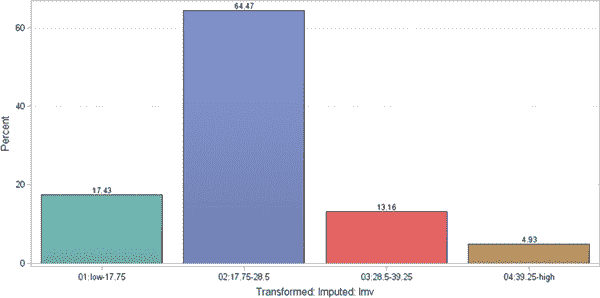 Percent
60
40
20
0
17.43
64.47
13.16
4.93
01:low-17.75
02:17.75-28.5
03:28.5-39.25
04:39.25-high
Transformed: Imputed: lmv